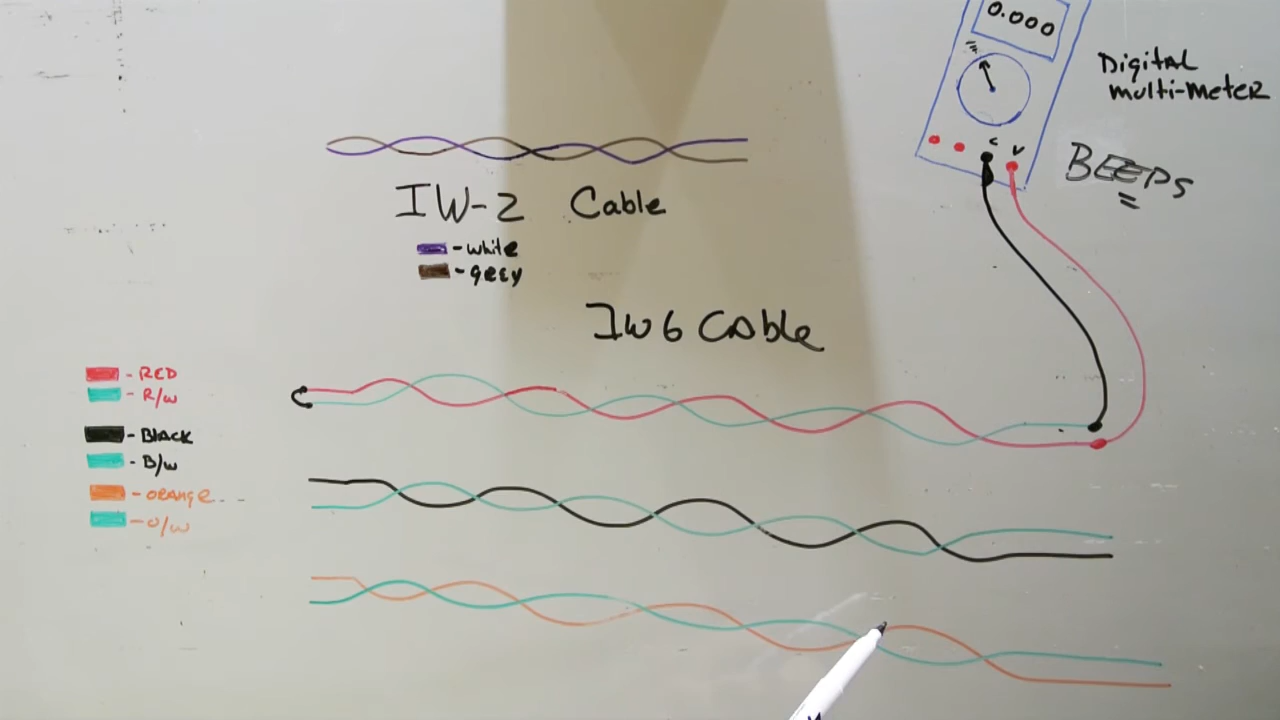 0.000
Digital
multi-meter
C
V
BEEPS
IW-2 Cable
- white
- grey
IW6 Cable
- RED
- R/W
- Black
- B/W
- orange
- O/W